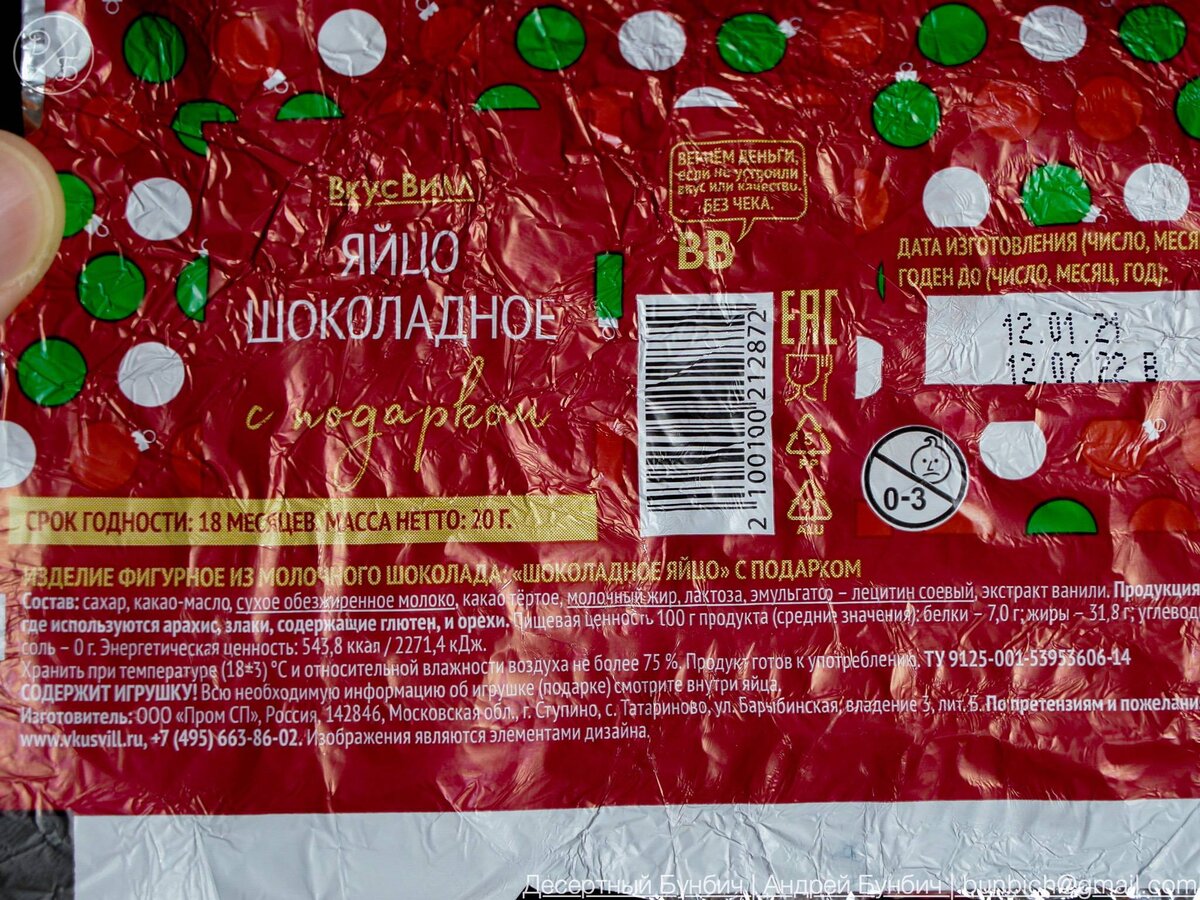 ВкусВилл
ЯЙЦО
ШОКОЛАДНОЕ
с подарком
СРОК ГОДНОСТИ: 18 МЕСЯЦЕВ. МАССА НЕТТО: 20 Г.
ВЕРНЁМ ДЕНЬГИ,
если не устроили
вкус или качество.
БЕЗ ЧЕКА.
ВВ
2 100100 212872
EAC
5
PP
ALU
ДАТА ИЗГОТОВЛЕНИЯ (ЧИСЛО, МЕСЯ
ГОДЕН ДО (ЧИСЛО, МЕСЯЦ, ГОД):
12.01.21
12.07.22 В
0-3
ИЗДЕЛИЕ ФИГУРНОЕ ИЗ МОЛОЧНОГО ШОКОЛАДА: «ШОКОЛАДНОЕ ЯЙЦО» С ПОДАРКОМ
Состав: сахар, какао-масло, сухое обезжиренное молоко, какао тёртое, молочный жир, лактоза, эмульгатор – лецитин соевый, экстракт ванили. Продукция
где используются арахис, злаки, содержащие глютен, и орехи. Пищевая ценность 100 г продукта (средние значения): белки – 7,0 г; жиры – 31,8 г; углевод
соль – 0 г. Энергетическая ценность: 543,8 ккал / 2271,4 кДж.
Хранить при температуре (18±3) °С и относительной влажности воздуха не более 75 %. Продукт готов к употреблению. ТУ 9125-001-53953606-14
СОДЕРЖИТ ИГРУШКУ! Всю необходимую информацию об игрушке (подарке) смотрите внутри яйца.
Изготовитель: ООО «Пром СП», Россия, 142846, Московская обл., г. Ступино, с. Татариново, ул. Барыбинская, владение 3, лит. Б. По претензиям и пожелани
www.vkusvill.ru, +7 (495) 663-86-02. Изображения являются элементами дизайна.
Десертный Бунбич | Андрей Бунбич | bunbich@gmail.com